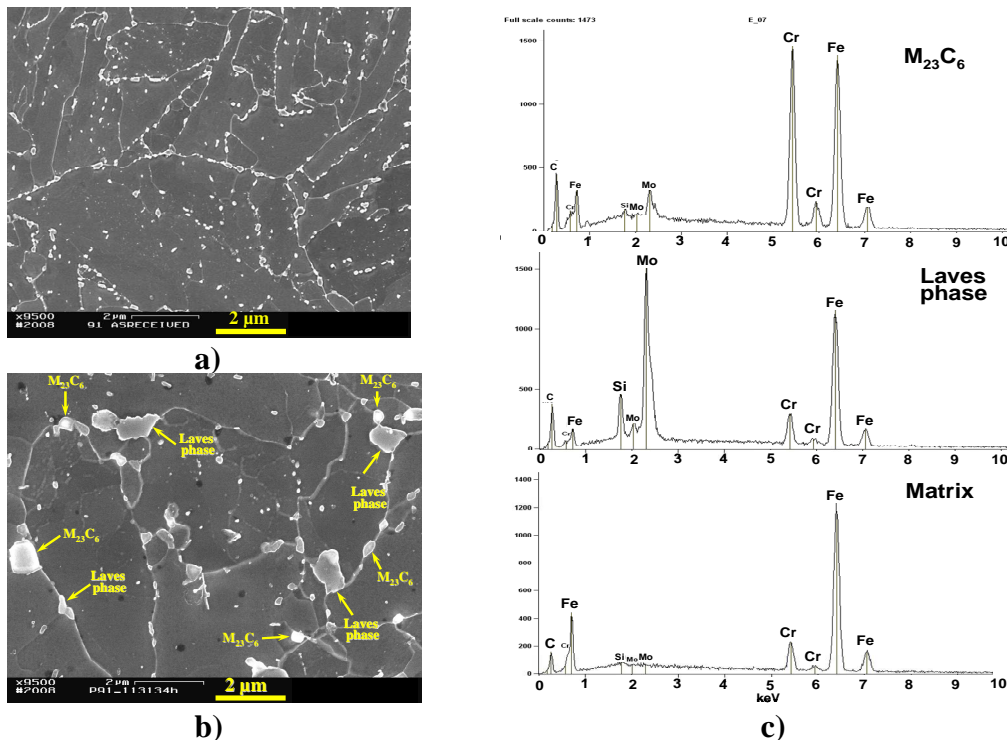 x9500 2µm
#2008 91 ASRECEIVED
2 µm
a)
M₂₃C₆
M₂₃C₆
Laves
phase
Laves
phase
M₂₃C₆
Laves
phase
M₂₃C₆
Laves
phase
M₂₃C₆
x9500 2µm
#2008 P91-113134h
2 µm
b)
Full scale counts: 1473 E_07
M₂₃C₆
1500
1000
500
0
C
Cr
Fe
Si
Mo
Mo
Cr
Cr
Fe
Fe
0 1 2 3 4 5 6 7 8 9 10
Laves
phase
1500
1000
500
0
C
Cr
Fe
Si
Mo
Mo
Cr
Cr
Fe
Fe
0 1 2 3 4 5 6 7 8 9 10
Matrix
1400
1200
1000
800
600
400
200
0
C
Cr
Fe
Si
Mo
Mo
Cr
Cr
Fe
Fe
0 1 2 3 4 5 6 7 8 9 10
keV
c)